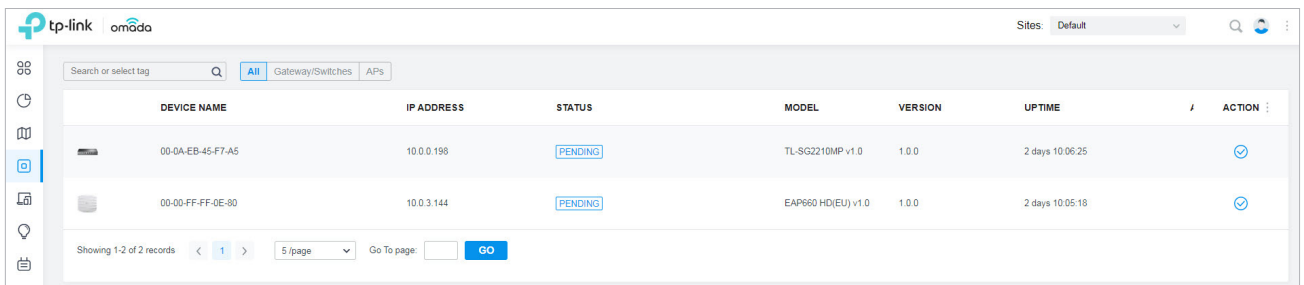 tp-link omada Sites: Default
Search or select tag All Gateway/Switches APs
DEVICE NAME IP ADDRESS STATUS MODEL VERSION UPTIME ACTION
00-0A-EB-45-F7-A5 10.0.0.198 PENDING TL-SG2210MP v1.0 1.0.0 2 days 10:06:25
00-00-FF-FF-0E-80 10.0.3.144 PENDING EAP660 HD(EU) v1.0 1.0.0 2 days 10:05:18
Showing 1-2 of 2 records < 1 > 5 /page Go To page: GO